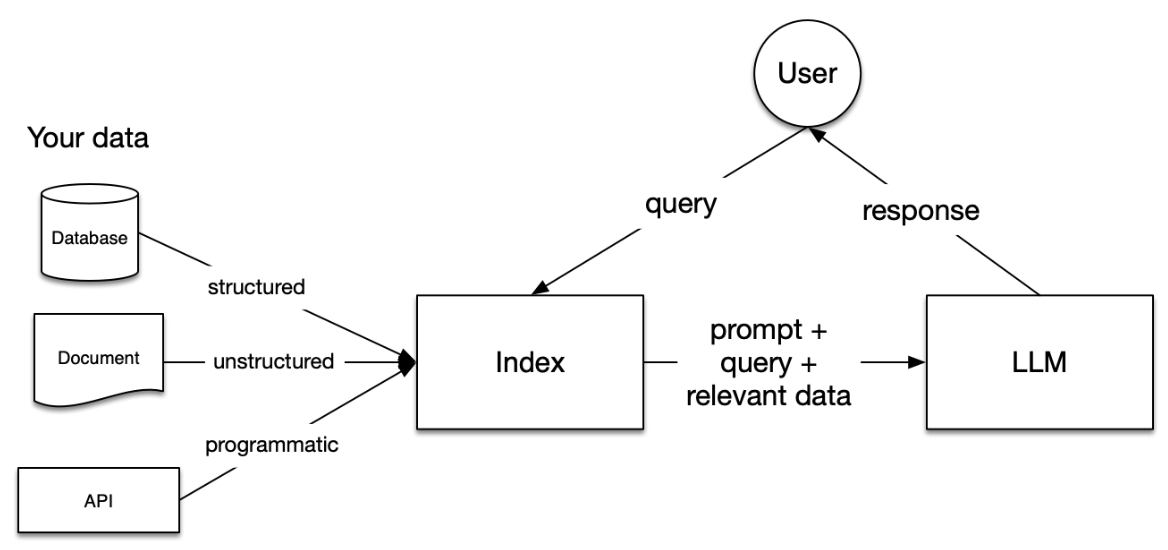 User
Your data
Database
query
response
structured
Document
unstructured
Index
prompt +
query +
relevant data
LLM
programmatic
API